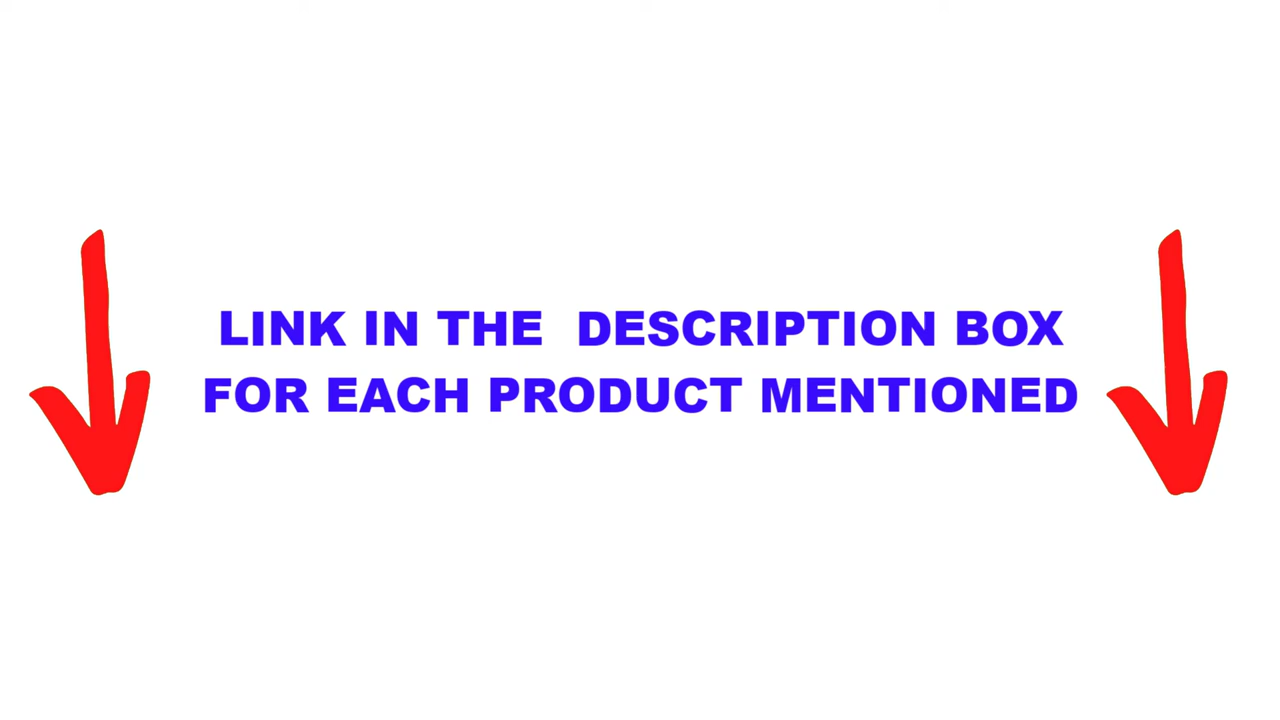 LINK IN THE  DESCRIPTION BOX
FOR EACH PRODUCT MENTIONED